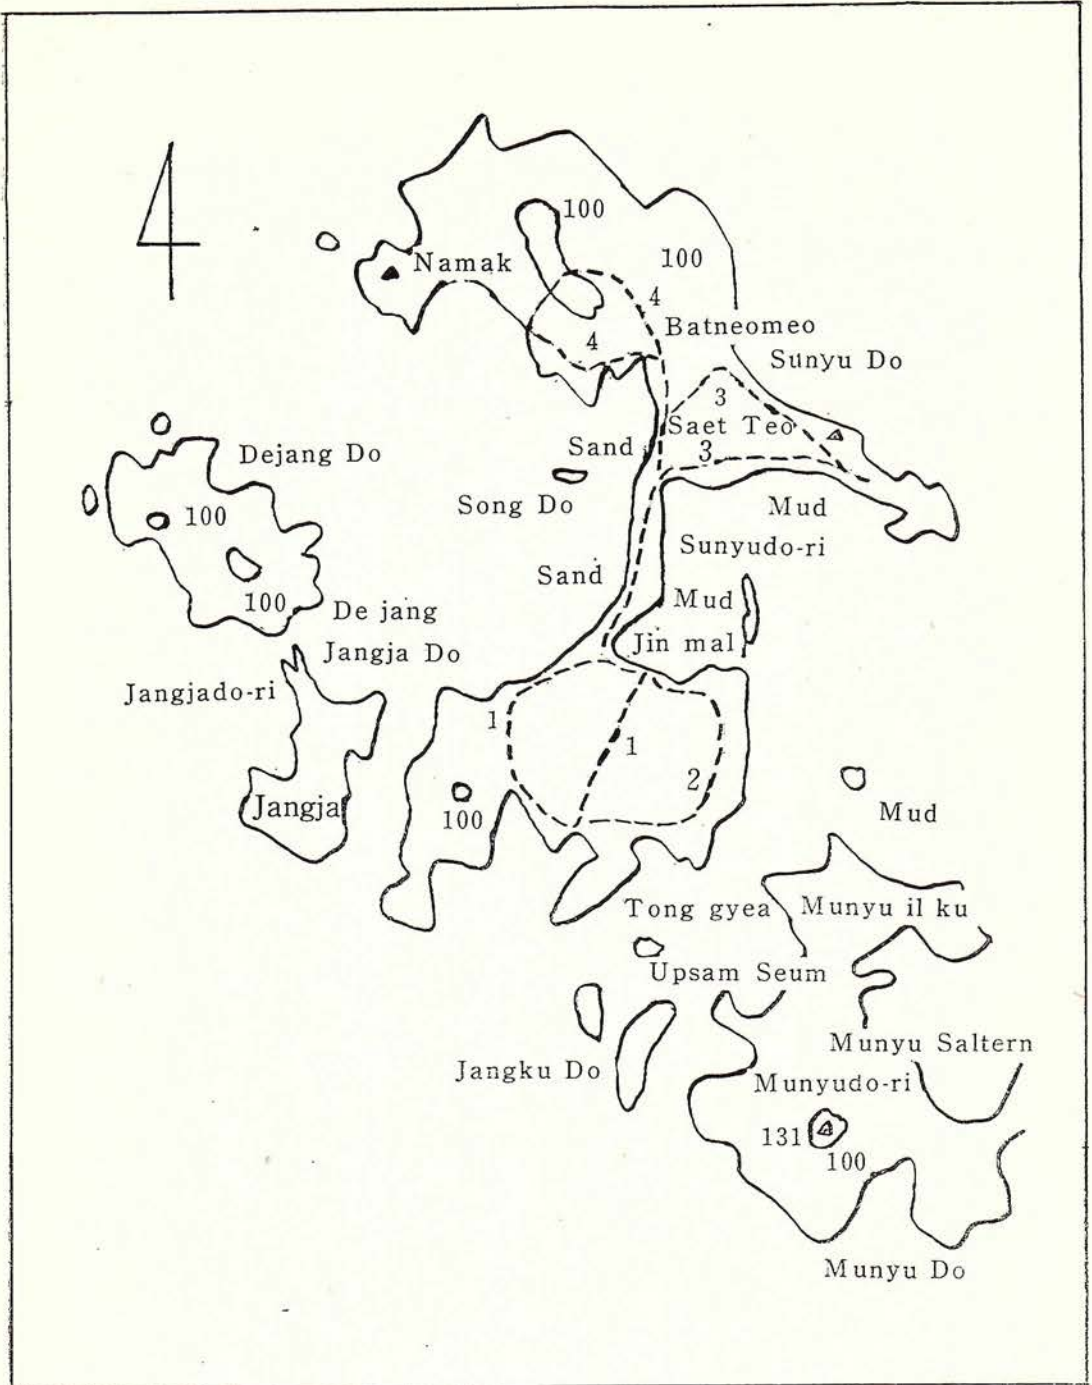 4
100
Namak
100
4
Batneomeo
4
Sunyu Do
3
Saet Teo
Sand
3
Dejang Do
Song Do
Mud
100
Sunyudo-ri
Sand
Mud
100
De jang
Jin mal
Jangja Do
Jangjado-ri
1
1
2
Jangja
100
Mud
Tong gyea
Munyu il ku
Upsam Seum
Munyu Saltern
Jangku Do
Munyudo-ri
131
100
Munyu Do